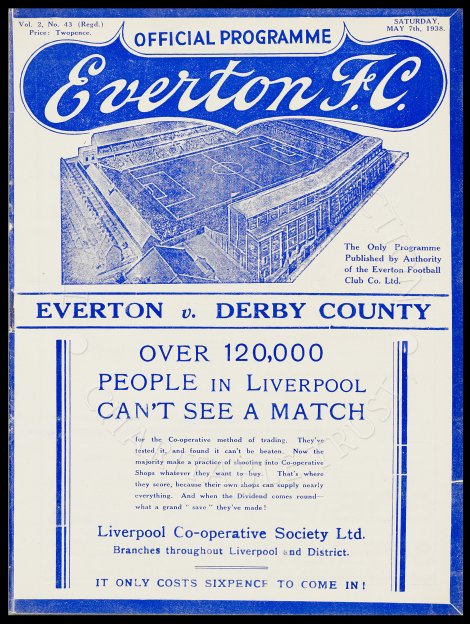 Vol. 2, No. 43 (Regd.)
Price: Twopence.
SATURDAY,
MAY 7th, 1938.
OFFICIAL PROGRAMME
Everton F.C.
The Only Programme
Published by Authority
of the Everton Football
Club Co. Ltd.
EVERTON v. DERBY COUNTY
OVER 120,000
PEOPLE IN LIVERPOOL
CAN'T SEE A MATCH
for the Co-operative method of trading. They've
tested it, and found it can't be beaten. Now the
majority make a practice of shooting into Co-operative
Shops whatever they want to buy. That's where
they score, because their own shops can supply nearly
everything. And when the Dividend comes round—
what a grand "save" they've made!
Liverpool Co-operative Society Ltd.
Branches throughout Liverpool and District.
IT ONLY COSTS SIXPENCE TO COME IN!